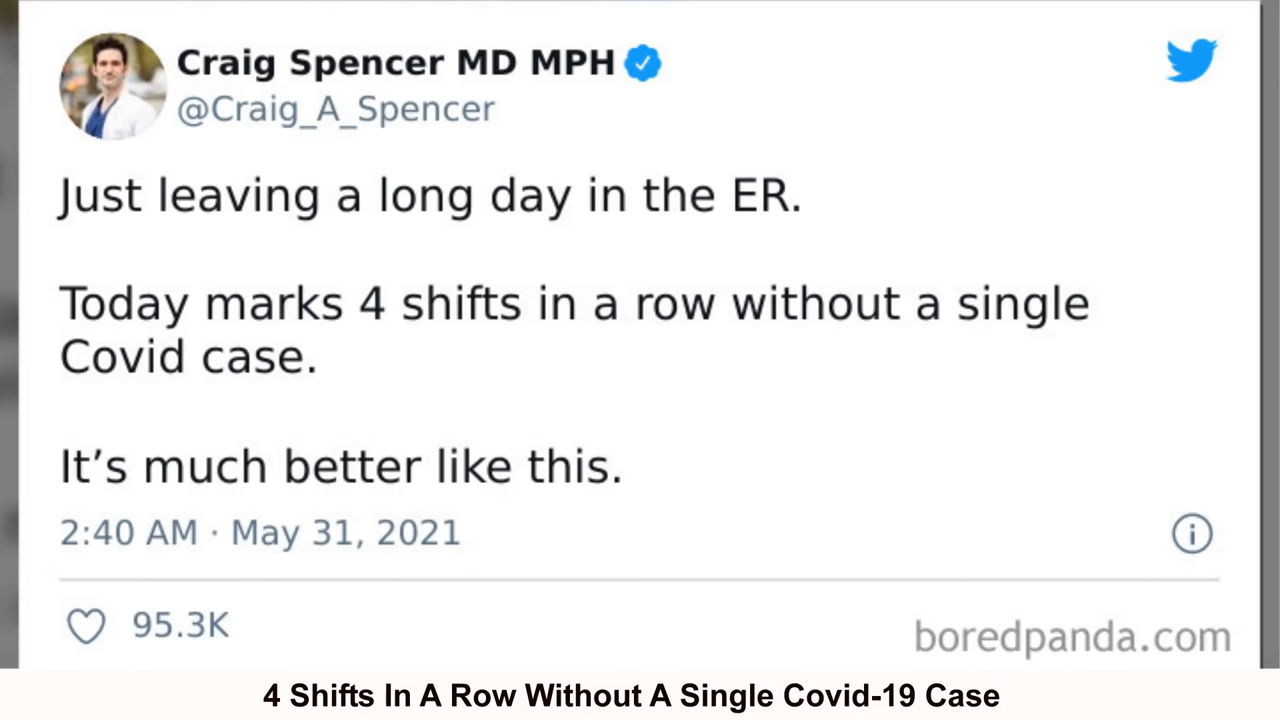 Craig Spencer MD MPH
@Craig_A_Spencer
Just leaving a long day in the ER.
Today marks 4 shifts in a row without a single
Covid case.
It’s much better like this.
2:40 AM · May 31, 2021
95.3K
boredpanda.com
4 Shifts In A Row Without A Single Covid-19 Case